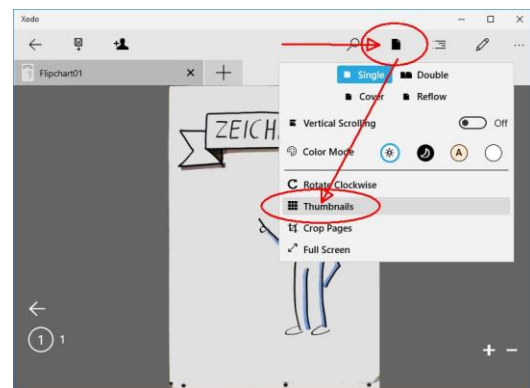 Xodo
Flipchart01
ZEICH
Single
Double
Cover
Reflow
Vertical Scrolling
Off
Color Mode
A
Rotate Clockwise
Thumbnails
Crop Pages
Full Screen
1 1